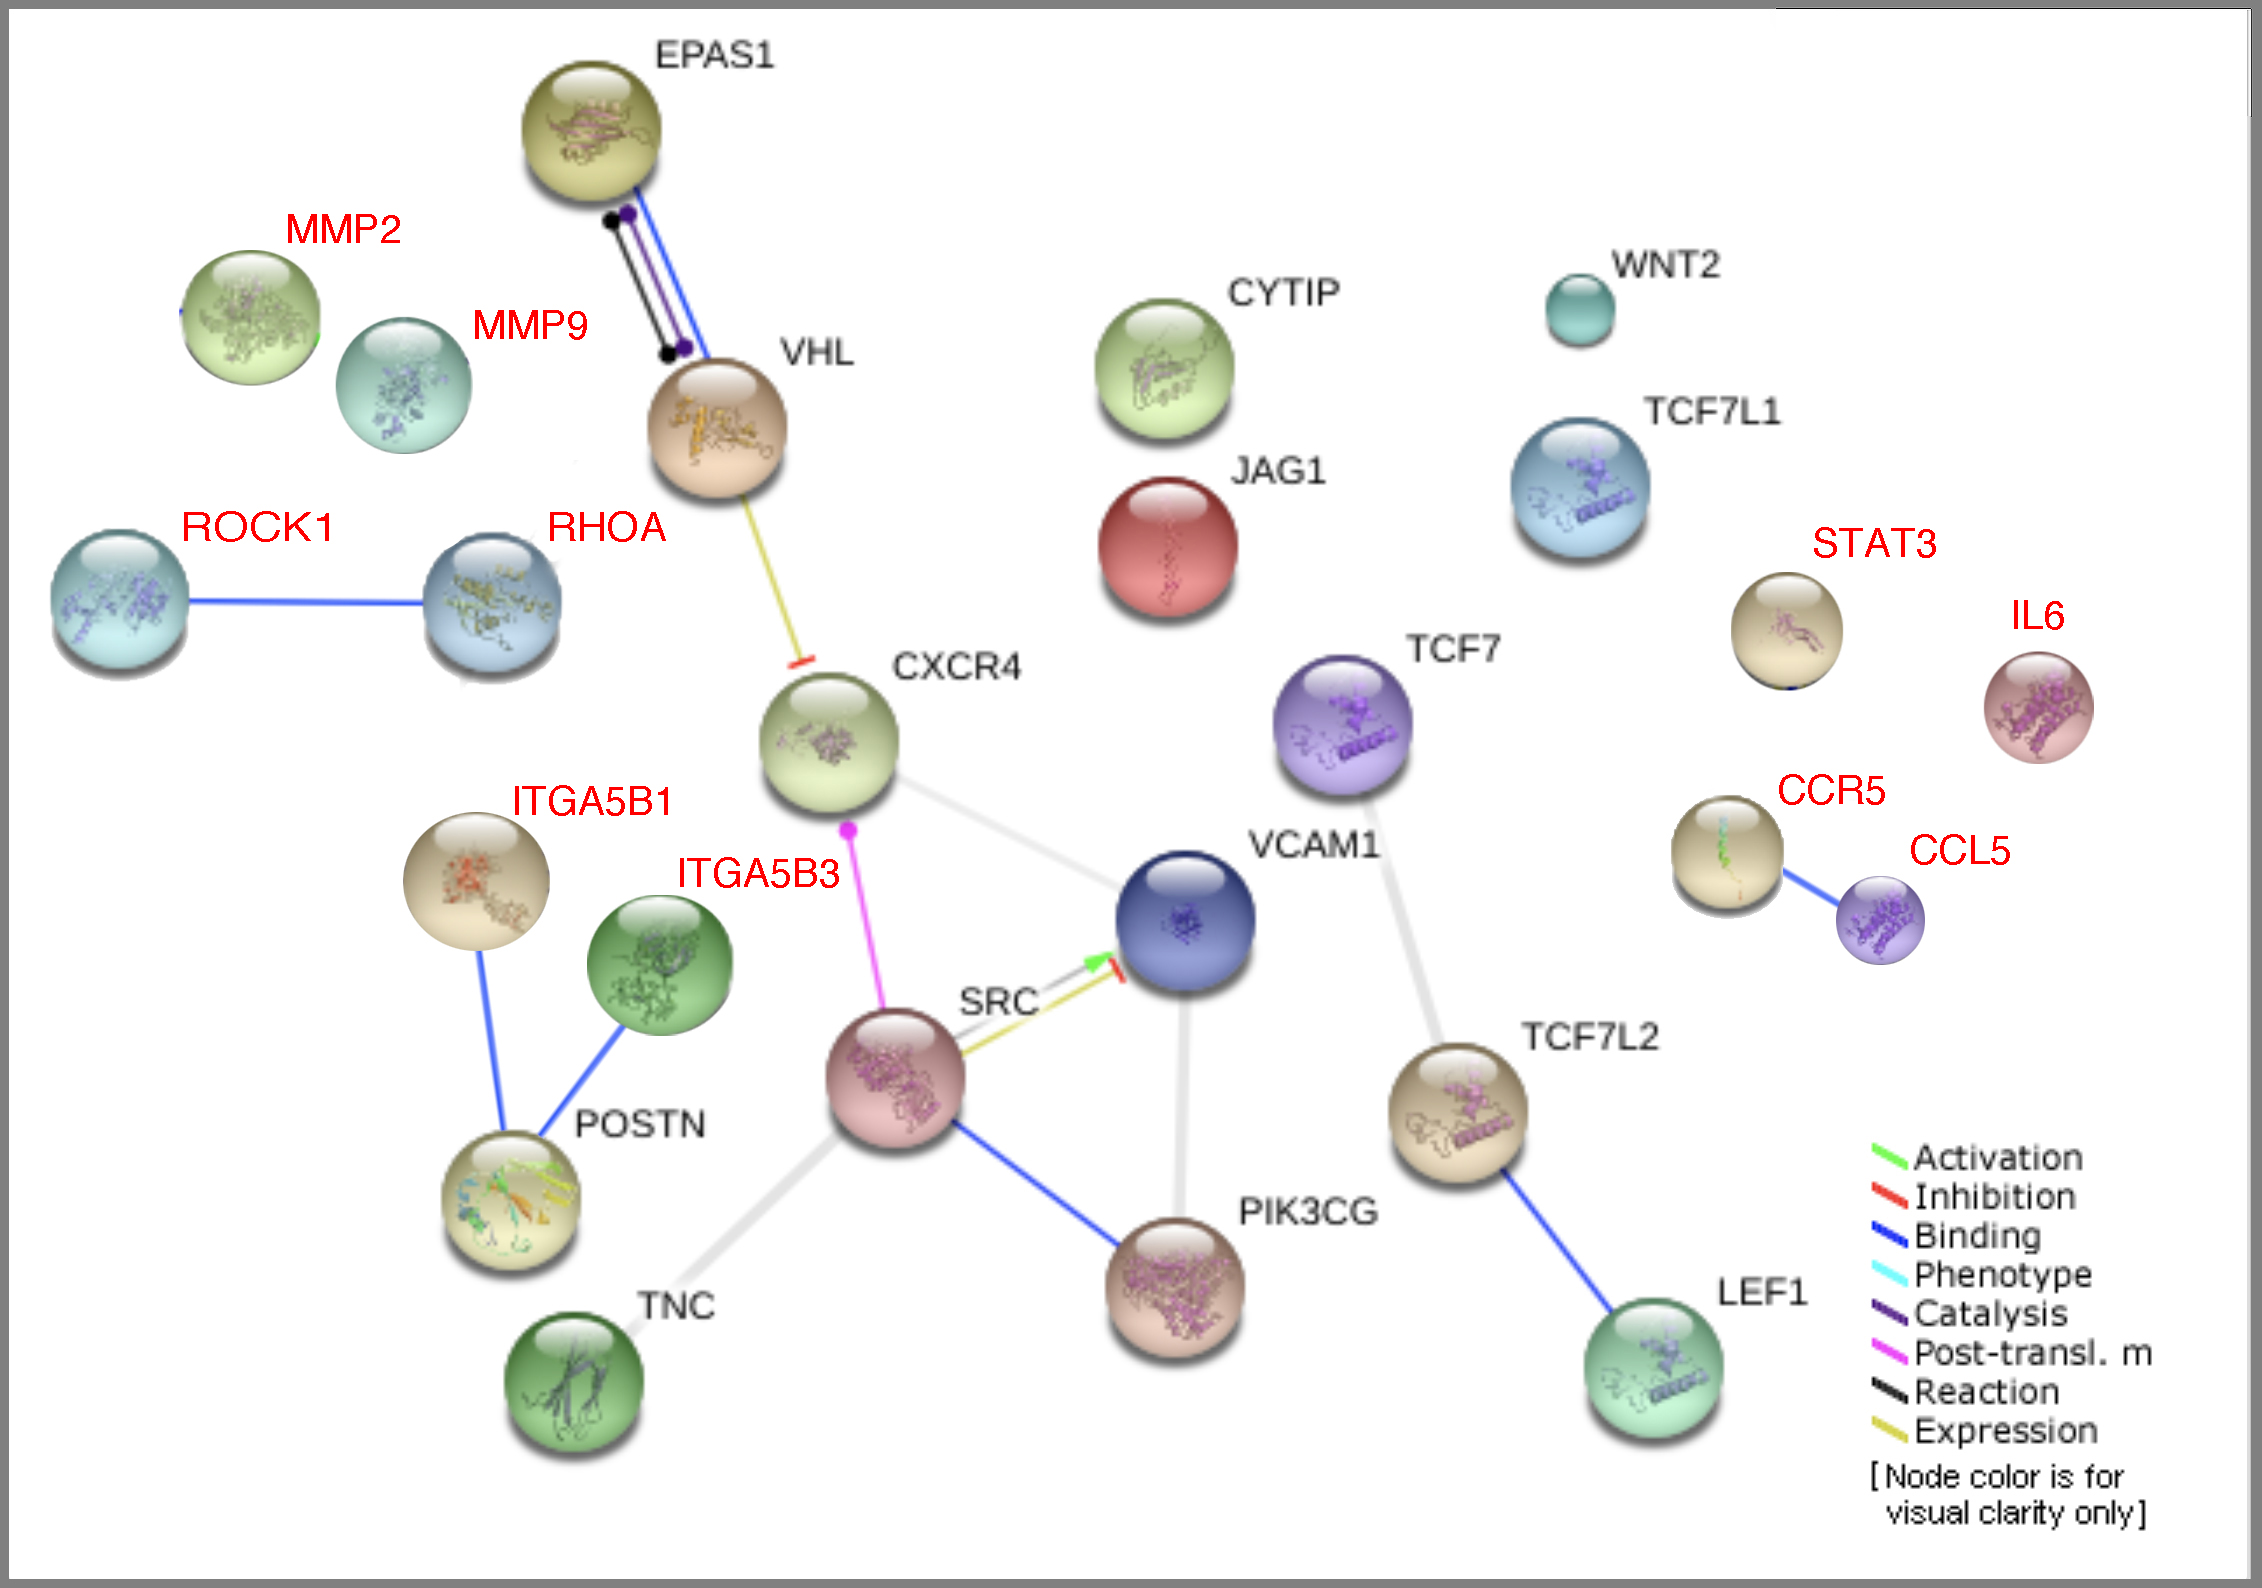 EPAS1
MMP2
MMP9
VHL
CYTIP
WNT2
JAG1
TCF7L1
ROCK1
RHOA
STAT3
IL6
CXCR4
TCF7
ITGA5B1
ITGA5B3
VCAM1
CCR5
CCL5
SRC
POSTN
TCF7L2
PIK3CG
TNC
LEF1
Activation
Inhibition
Binding
Phenotype
Catalysis
Post-transl. m
Reaction
Expression
[Node color is for
visual clarity only]